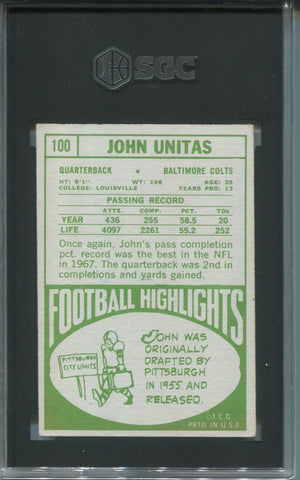 SGC
100 JOHN UNITAS
QUARTERBACK • BALTIMORE COLTS
HT: 6'1" WT: 196 AGE: 35
COLLEGE: LOUISVILLE YEARS PRO: 13
PASSING RECORD
ATTS. COMP. PCT. TDs
YEAR 436 255 58.5 20
LIFE 4097 2261 55.2 252
Once again, John's pass completion
pct. record was the best in the NFL
in 1967. The quarterback was 2nd in
completions and yards gained.
FOOTBALL HIGHLIGHTS
PITTSBURGH
CITY LIMITS
JOHN WAS
ORIGINALLY
DRAFTED BY
PITTSBURGH
IN 1955 AND
RELEASED.
©T.C.G.
PRTD IN U.S.A.